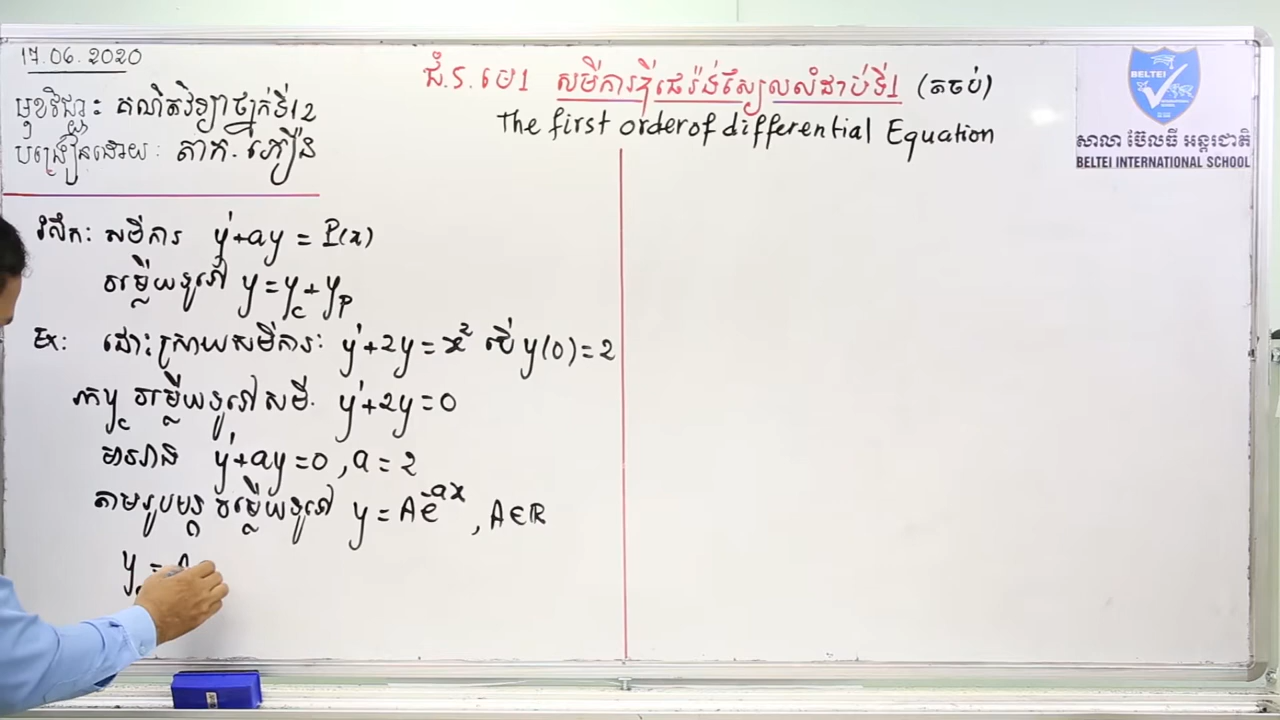 17.06.2020
មុខវិជ្ជា: គណិតវិទ្យាថ្នាក់ទី12
បង្រៀនដោយ: តាក.ភឿន
ជំ.រ.មេ1 សមីការឌីផេរ៉ង់ស្យែលលំដាប់ទី1 (តចប់)
The first order of differential Equation
BELTEI
សាលា ប៊ែលធី អន្តរជាតិ
BELTEI INTERNATIONAL SCHOOL
រំលឹក: សមីការ y'+ay = P(x)
ចម្លើយទូទៅ y = y_c + y_p
Ex: ដោះស្រាយសមីការ: y'+2y = x² បើ y(0) = 2
រក y_c ចម្លើយទូទៅសមី. y'+2y = 0
មានរាង y'+ay = 0 , a = 2
តាមរូបមន្ត ចម្លើយទូទៅ y = Ae^{-ax} , A∈ℝ
y_c = A